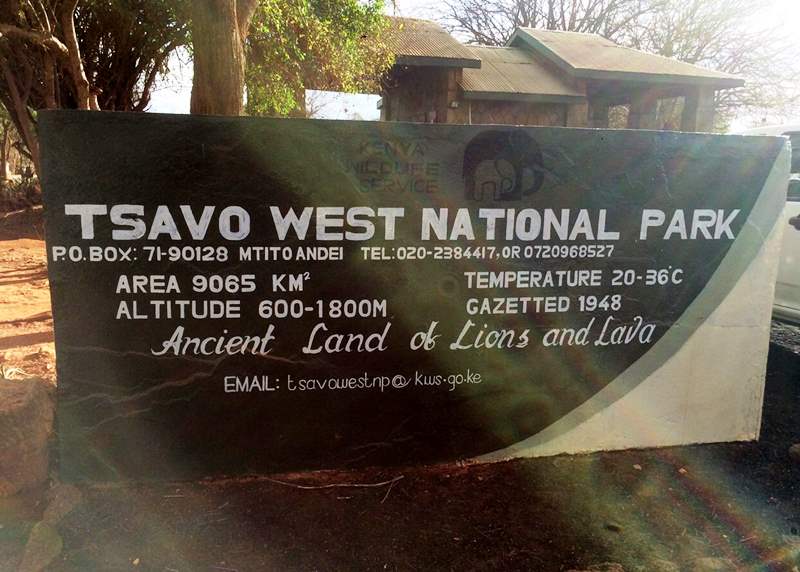 KENYA
WILDLIFE
SERVICE
TSAVO WEST NATIONAL PARK
P.O. BOX: 71-90128 MTITO ANDEI TEL:020-2384417, OR 0720968527
AREA 9065 KM² TEMPERATURE 20-36°C
ALTITUDE 600-1800M GAZETTED 1948
Ancient Land of Lions and Lava
EMAIL: tsavowestnp@kws.go.ke